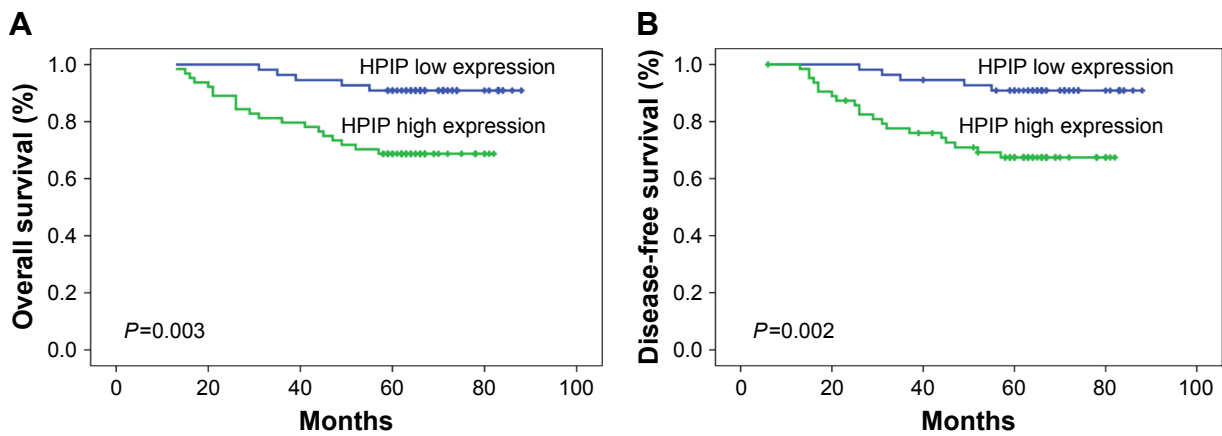 A
Overall survival (%)
1.0
0.8
0.6
0.4
0.2
0.0
HPIP low expression
HPIP high expression
P=0.003
0 20 40 60 80 100
Months
B
Disease-free survival (%)
1.0
0.8
0.6
0.4
0.2
0.0
HPIP low expression
HPIP high expression
P=0.002
0 20 40 60 80 100
Months